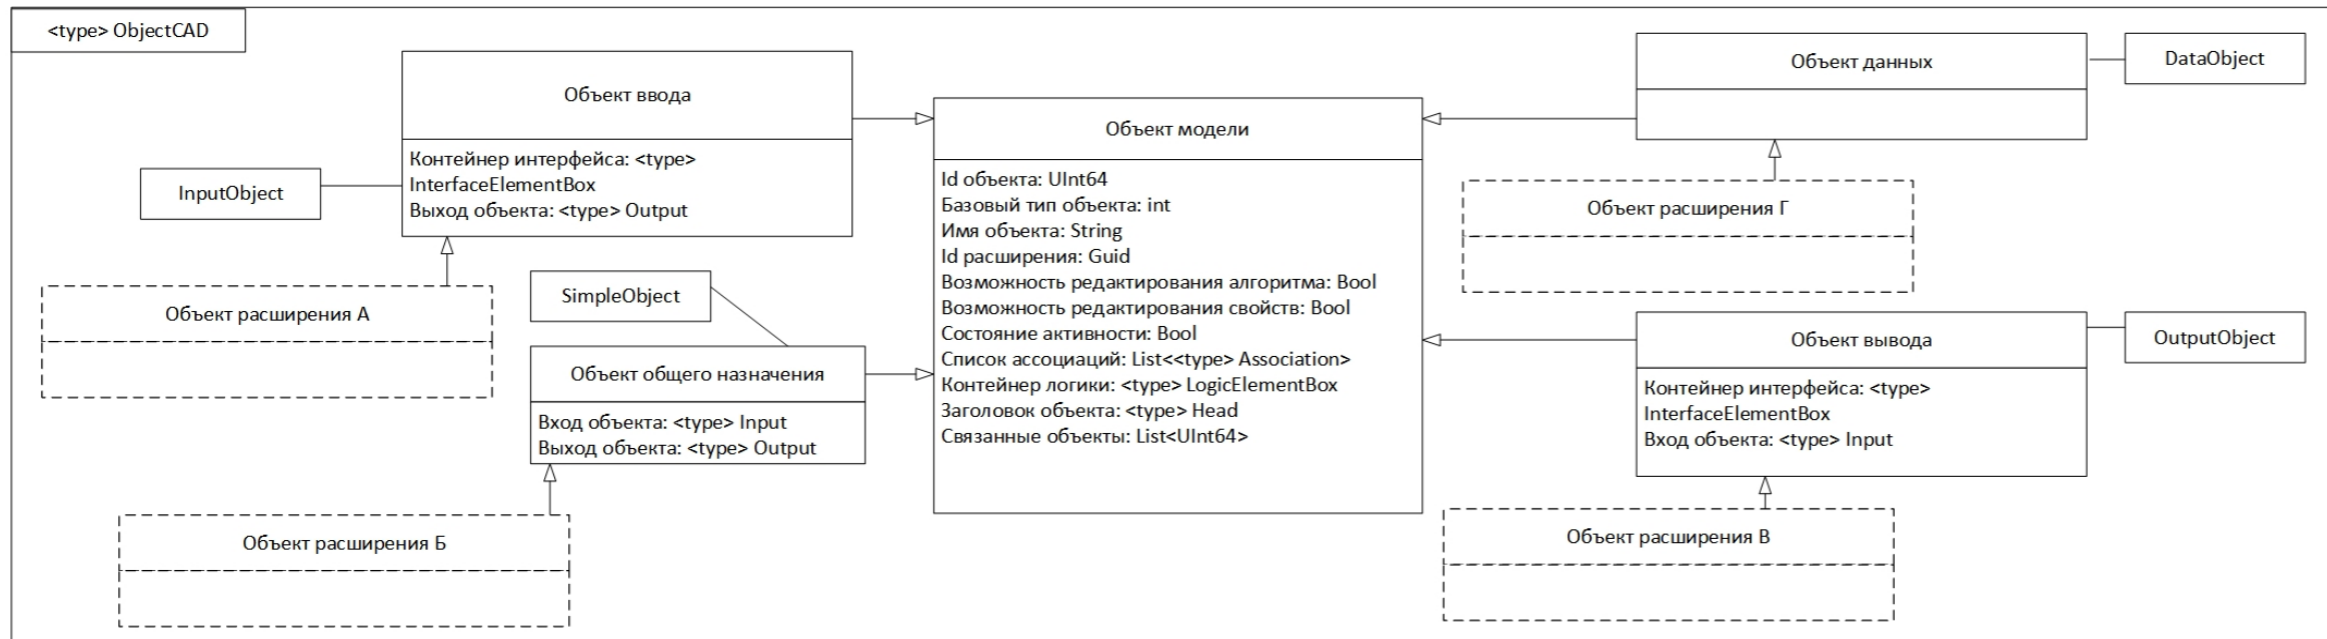 <type> ObjectCAD
Объект ввода
Контейнер интерфейса: <type>
InterfaceElementBox
Выход объекта: <type> Output
InputObject
Объект расширения А
SimpleObject
Объект общего назначения
Вход объекта: <type> Input
Выход объекта: <type> Output
Объект расширения Б
Объект модели
Id объекта: UInt64
Базовый тип объекта: int
Имя объекта: String
Id расширения: Guid
Возможность редактирования алгоритма: Bool
Возможность редактирования свойств: Bool
Состояние активности: Bool
Список ассоциаций: List<<type> Association>
Контейнер логики: <type> LogicElementBox
Заголовок объекта: <type> Head
Связанные объекты: List<UInt64>
Объект данных
DataObject
Объект расширения Г
Объект вывода
OutputObject
Контейнер интерфейса: <type>
InterfaceElementBox
Вход объекта: <type> Input
Объект расширения В